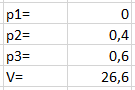 p1= 0
p2= 0,4
p3= 0,6
V= 26,6